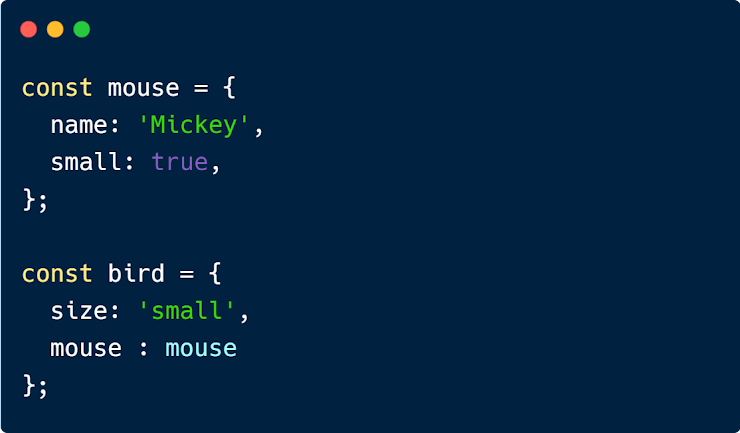 const mouse = {
  name: 'Mickey',
  small: true,
};

const bird = {
  size: 'small',
  mouse : mouse
};